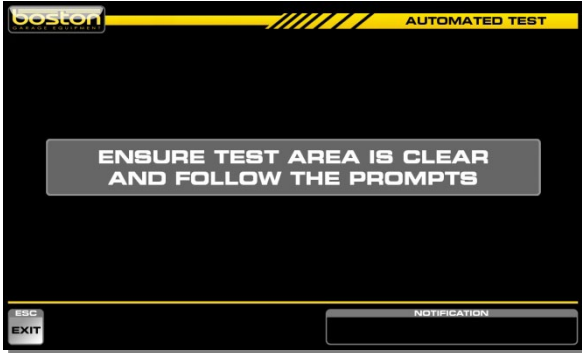 boston
GARAGE EQUIPMENT
AUTOMATED TEST
ENSURE TEST AREA IS CLEAR
AND FOLLOW THE PROMPTS
ESC
EXIT
NOTIFICATION